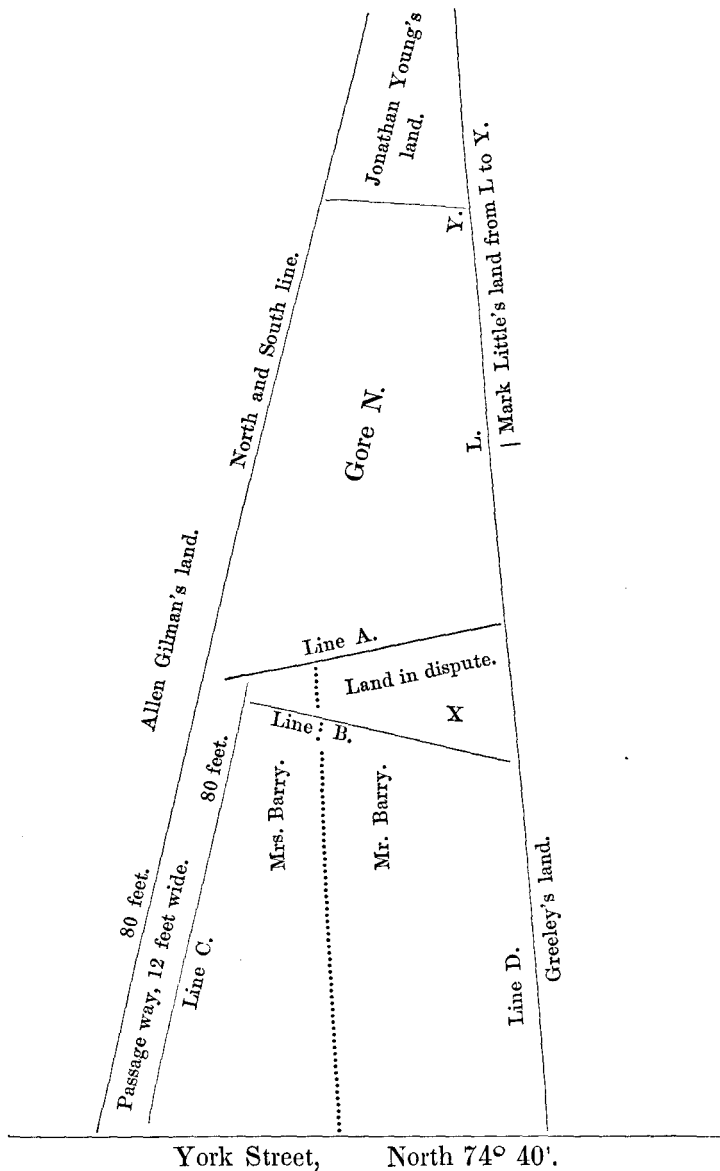 Jonathan Young's
land.
Y.
Mark Little's land from L to Y.
North and South line.
Gore N.
L.
Allen Gilman's land.
Line A.
Land in dispute.
X
Line B.
80 feet.
Mrs. Barry.
Mr. Barry.
80 feet.
Passage way, 12 feet wide.
Line C.
Line D.
Greeley's land.
York Street, North 74° 40'.